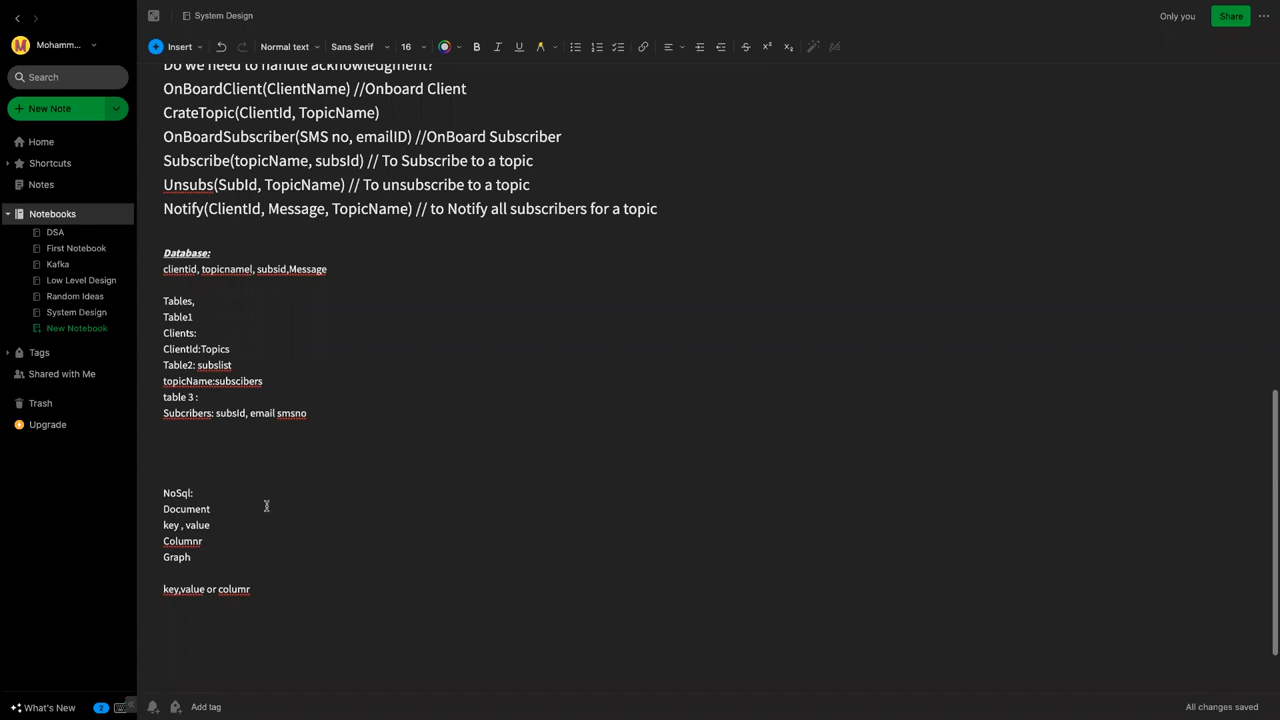 System Design
Only you
Share
Mohamm...
Insert
Normal text
Sans Serif
16
Search
New Note
Home
Shortcuts
Notes
Notebooks
DSA
First Notebook
Kafka
Low Level Design
Random Ideas
System Design
New Notebook
Tags
Shared with Me
Trash
Upgrade
What's New
2
Do we need to handle acknowledgment?
OnBoardClient(ClientName) //Onboard Client
CrateTopic(ClientId, TopicName)
OnBoardSubscriber(SMS no, emailID) //OnBoard Subscriber
Subscribe(topicName, subsId) // To Subscribe to a topic
Unsubs(SubId, TopicName) // To unsubscribe to a topic
Notify(ClientId, Message, TopicName) // to Notify all subscribers for a topic
Database:
clientid, topicnamel, subsid,Message
Tables,
Table1
Clients:
ClientId:Topics
Table2: subslist
topicName:subscibers
table 3 :
Subcribers: subsId, email smsno
NoSql:
Document
key , value
Columnr
Graph
key,value or columr
Add tag
All changes saved